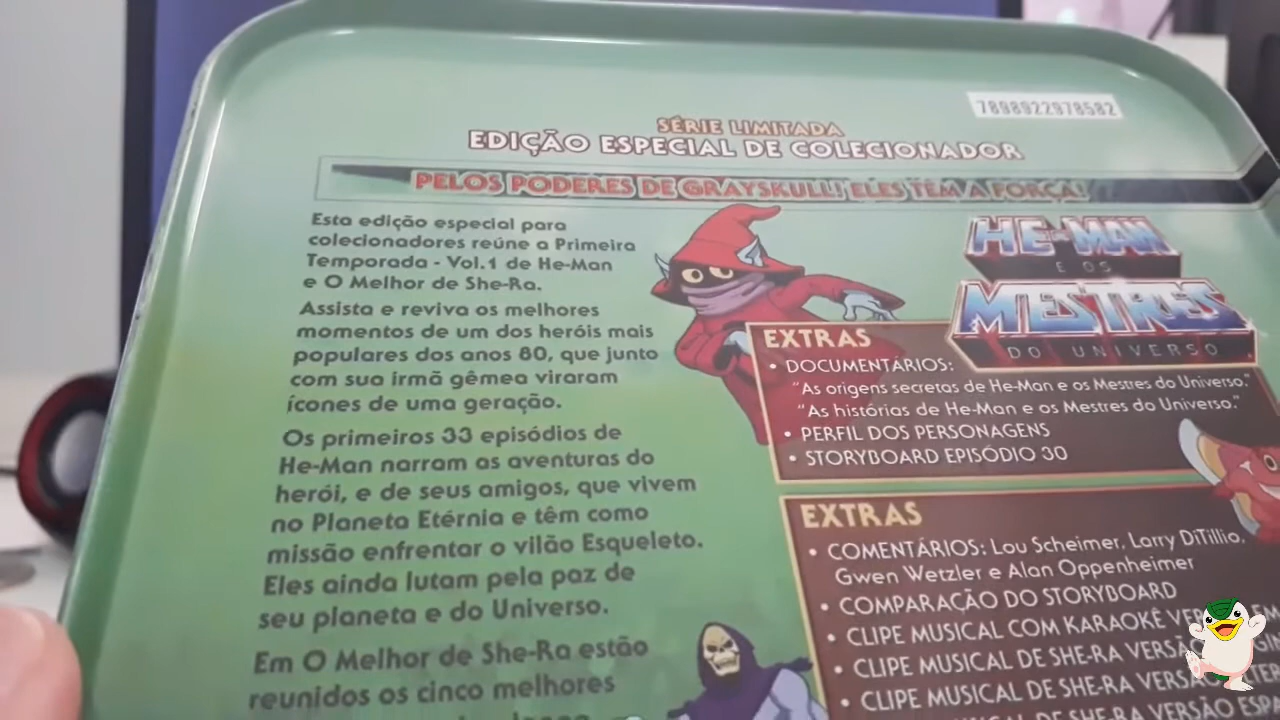 7898922978582
SÉRIE LIMITADA
EDIÇÃO ESPECIAL DE COLECIONADOR
PELOS PODERES DE GRAYSKULL! ELES TÊM A FORÇA!
Esta edição especial para
colecionadores reúne a Primeira
Temporada - Vol.1 de He-Man
e O Melhor de She-Ra.
Assista e reviva os melhores
momentos de um dos heróis mais
populares dos anos 80, que junto
com sua irmã gêmea viraram
ícones de uma geração.
Os primeiros 33 episódios de
He-Man narram as aventuras do
herói, e de seus amigos, que vivem
no Planeta Etérnia e têm como
missão enfrentar o vilão Esqueleto.
Eles ainda lutam pela paz de
seu planeta e do Universo.
Em O Melhor de She-Ra estão
reunidos os cinco melhores
HE-MAN
E OS
MESTRES
DO UNIVERSO
EXTRAS
• DOCUMENTÁRIOS:
"As origens secretas de He-Man e os Mestres do Universo."
"As histórias de He-Man e os Mestres do Universo."
• PERFIL DOS PERSONAGENS
• STORYBOARD EPISÓDIO 30
EXTRAS
• COMENTÁRIOS: Lou Scheimer, Larry DiTillio,
Gwen Wetzler e Alan Oppenheimer
• COMPARAÇÃO DO STORYBOARD
• CLIPE MUSICAL COM KARAOKÊ
• CLIPE MUSICAL DE SHE-RA
• CLIPE MUSICAL DE SHE-RA VERSÃO
DE SHE-RA VERSÃO